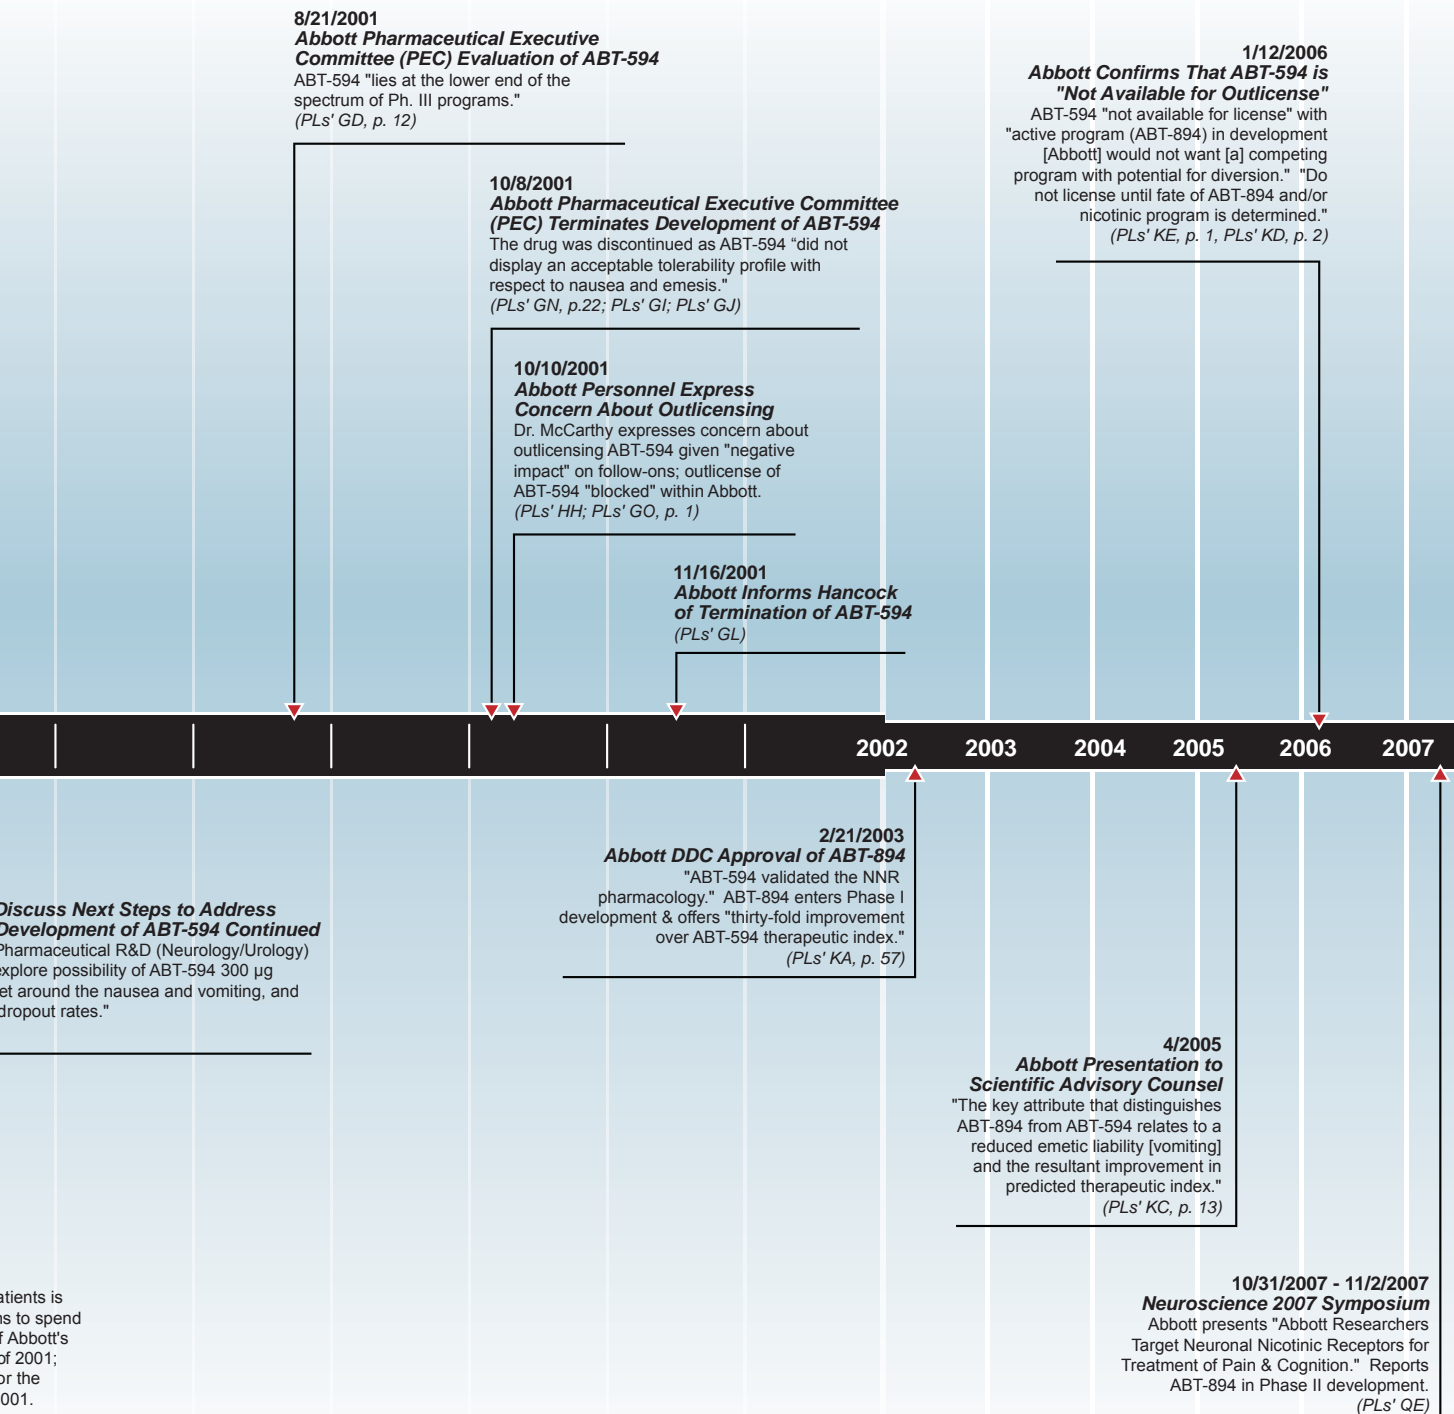 8/21/2001
Abbott Pharmaceutical Executive
Committee (PEC) Evaluation of ABT-594
ABT-594 "lies at the lower end of the
spectrum of Ph. III programs."
(PLs' GD, p. 12)
10/8/2001
Abbott Pharmaceutical Executive Committee
(PEC) Terminates Development of ABT-594
The drug was discontinued as ABT-594 “did not
display an acceptable tolerability profile with
respect to nausea and emesis."
(PLs' GN, p.22; PLs' GI; PLs' GJ)
10/10/2001
Abbott Personnel Express
Concern About Outlicensing
Dr. McCarthy expresses concern about
outlicensing ABT-594 given "negative
impact" on follow-ons; outlicense of
ABT-594 "blocked" within Abbott.
(PLs' HH; PLs' GO, p. 1)
11/16/2001
Abbott Informs Hancock
of Termination of ABT-594
(PLs' GL)
1/12/2006
Abbott Confirms That ABT-594 is
"Not Available for Outlicense"
ABT-594 "not available for license" with
"active program (ABT-894) in development
[Abbott] would not want [a] competing
program with potential for diversion."  "Do
not license until fate of ABT-894 and/or
nicotinic program is determined."
(PLs' KE, p. 1, PLs' KD, p. 2)
2002 2003 2004 2005 2006 2007
Discuss Next Steps to Address
Development of ABT-594 Continued
Pharmaceutical R&D (Neurology/Urology)
explore possibility of ABT-594 300 µg
et around the nausea and vomiting, and
dropout rates."
2/21/2003
Abbott DDC Approval of ABT-894
"ABT-594 validated the NNR
pharmacology."  ABT-894 enters Phase I
development & offers "thirty-fold improvement
over ABT-594 therapeutic index."
(PLs' KA, p. 57)
4/2005
Abbott Presentation to
Scientific Advisory Counsel
"The key attribute that distinguishes
ABT-894 from ABT-594 relates to a
reduced emetic liability [vomiting]
and the resultant improvement in
predicted therapeutic index."
(PLs' KC, p. 13)
10/31/2007 - 11/2/2007
Neuroscience 2007 Symposium
Abbott presents "Abbott Researchers
Target Neuronal Nicotinic Receptors for
Treatment of Pain & Cognition."  Reports
ABT-894 in Phase II development.
(PLs' QE)
atients is
ns to spend
f Abbott's
of 2001;
or the
001.